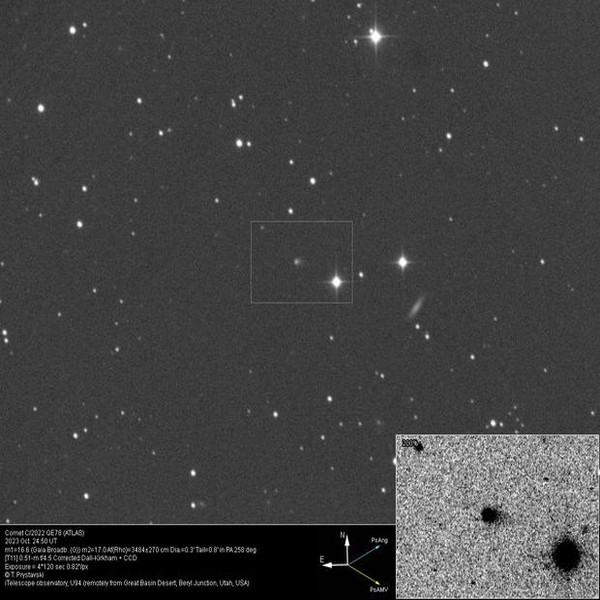 Comet C/2022 QE78 (ATLAS)
2023 Oct. 24.50 UT
m1=16.6 (Gaia Broadb. (G)) m2=17.0 Af(Rho)=3484±270 cm Dia.=0.3' Tail=0.8' in PA 258 deg
[T11] 0.51-m f/4.5 Corrected Dall-Kirkham + CCD
Exposure = 4*120 sec 0.82"/px
© T. Prystavski
iTelescope observatory, U94 (remotely from Great Basin Desert, Beryl Junction, Utah, USA)
N
PsAng
E
PsAMV